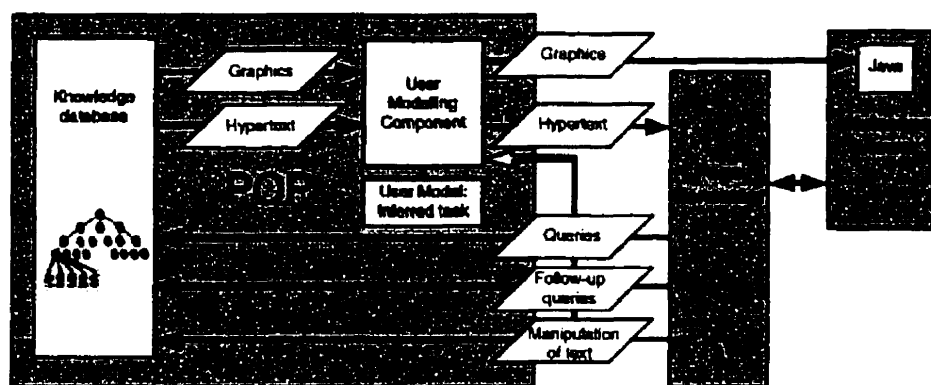 Knowledge
database
Graphics
Hypertext
User
Modelling
Component
POP
User Model:
Inferred task
Graphics
Hypertext
Queries
Follow-up
queries
Manipulation
of text
Java